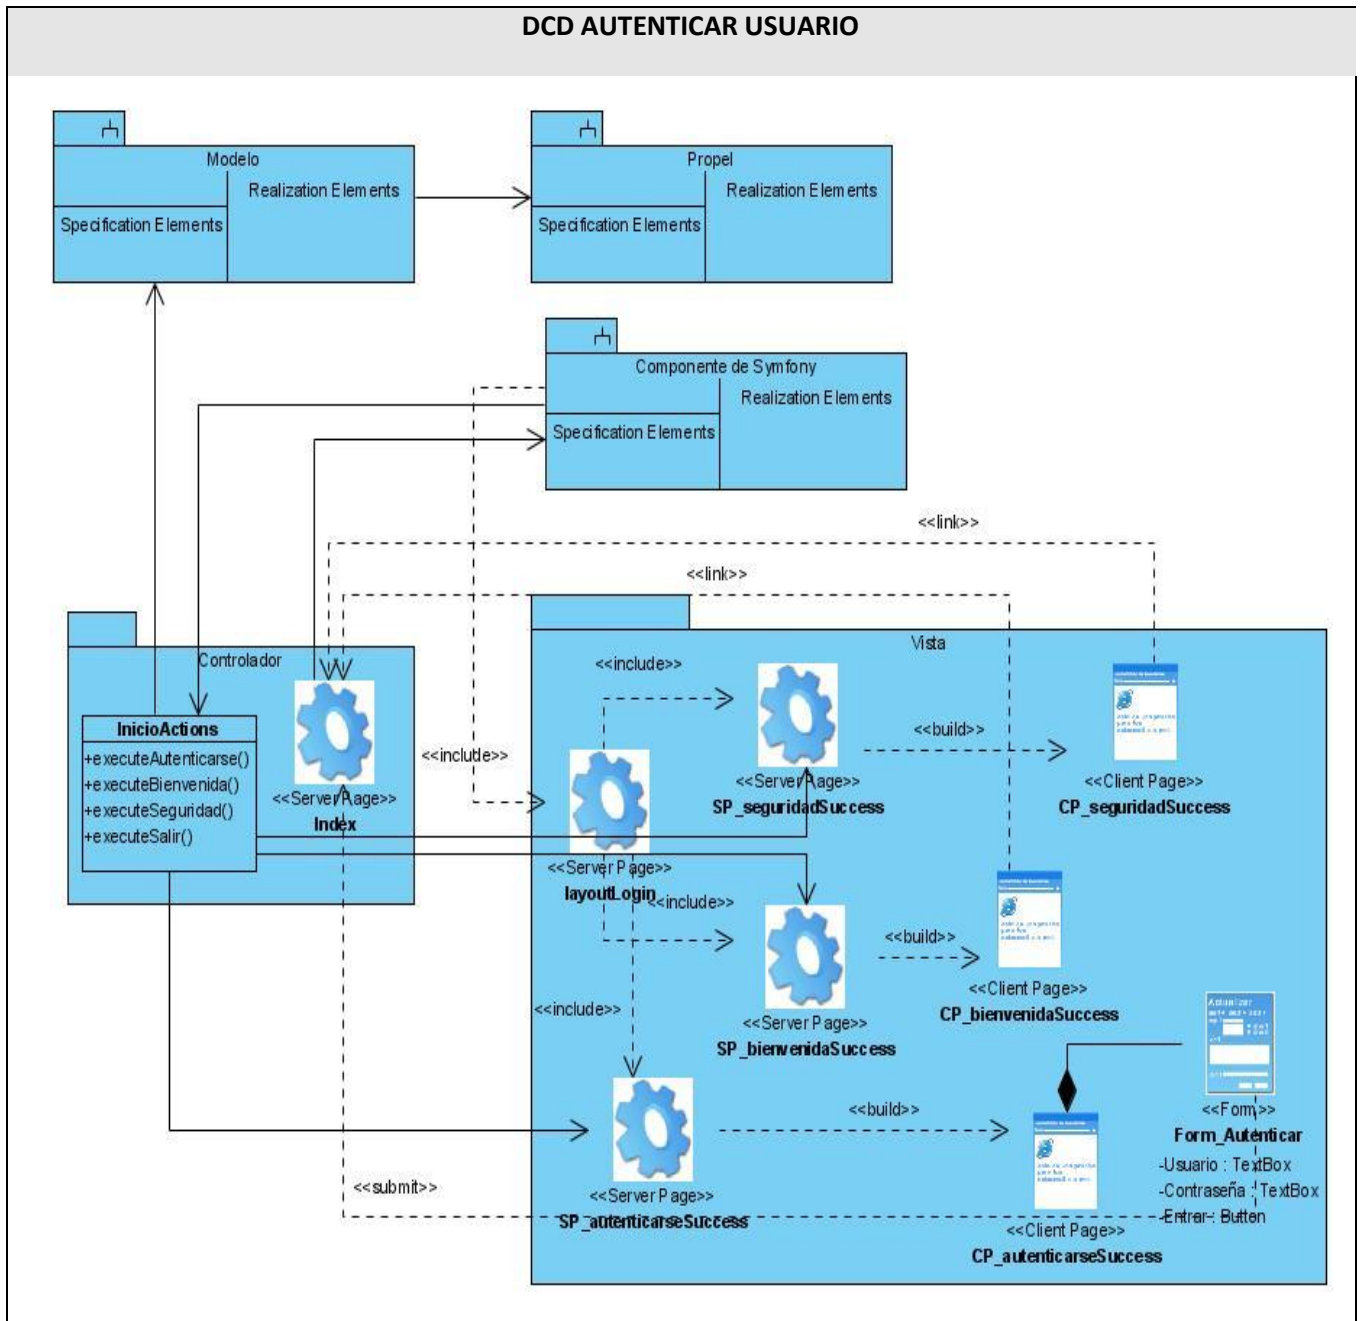 DCD AUTENTICAR USUARIO
Modelo
Realization Elements
Specification Elements
Propel
Realization Elements
Specification Elements
Componente de Symfony
Realization Elements
Specification Elements
<<link>>
<<link>>
Controlador
InicioActions
+executeAutenticarse()
+executeBienvenida()
+executeSeguridad()
+executeSalir()
<<Server Page>>
Index
<<include>>
Vista
<<include>>
<<Server Page>>
SP_seguridadSuccess
<<build>>
<<Client Page>>
CP_seguridadSuccess
<<Server Page>>
layoutLogin
<<include>>
<<build>>
<<Server Page>>
SP_bienvenidaSuccess
<<Client Page>>
CP_bienvenidaSuccess
<<include>>
Actualizar
<<build>>
<<Form>>
Form_Autenticar
-Usuario : TextBox
-Contraseña : TextBox
-Entrar : Button
<<submit>>
<<Server Page>>
SP_autenticarseSuccess
<<Client Page>>
CP_autenticarseSuccess